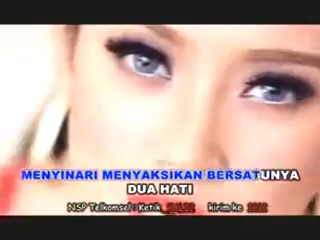 MENYINARI MENYAKSIKAN BERSATUNYA
DUA HATI
NSP Telkomsel : Ketik kirim ke